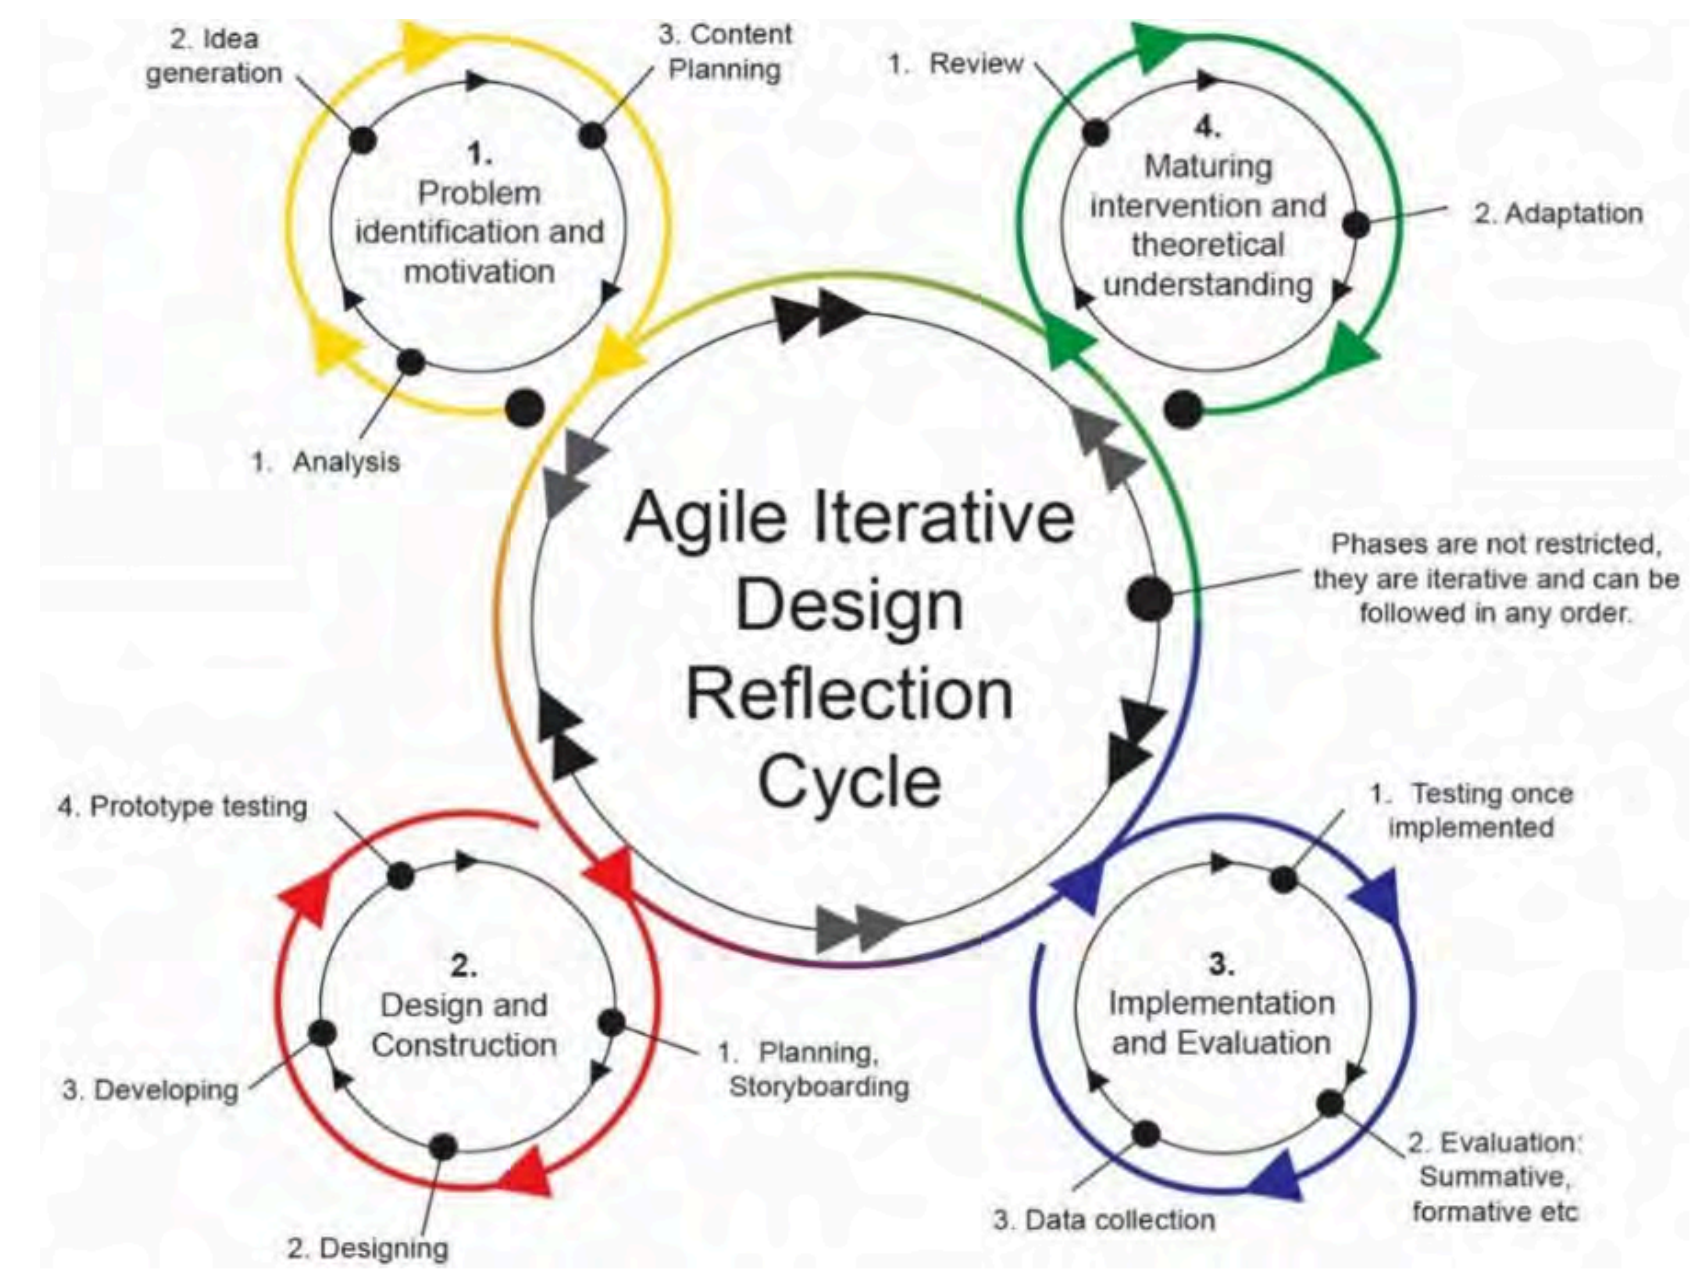 2. Idea
generation
3. Content
Planning
1.
Problem
identification and
motivation
1. Analysis
1. Review
4.
Maturing
intervention and
theoretical
understanding
2. Adaptation
Agile Iterative
Design
Reflection
Cycle
Phases are not restricted,
they are iterative and can be
followed in any order.
4. Prototype testing
2.
Design and
Construction
3. Developing
1. Planning,
Storyboarding
2. Designing
1. Testing once
implemented
3.
Implementation
and Evaluation
2. Evaluation:
Summative,
formative etc
3. Data collection